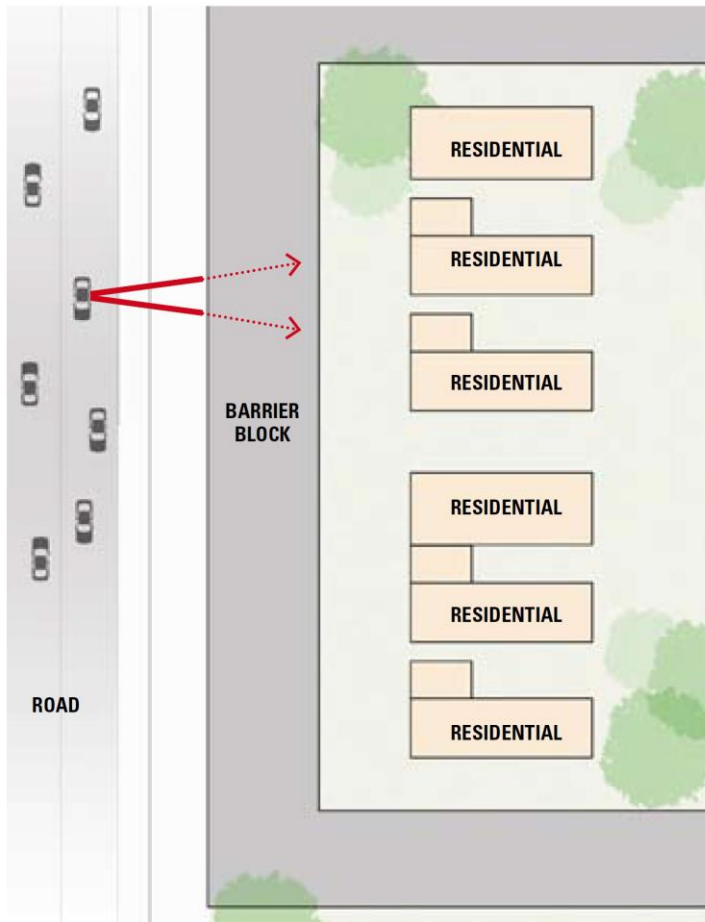 RESIDENTIAL
RESIDENTIAL
RESIDENTIAL
BARRIER
BLOCK
RESIDENTIAL
RESIDENTIAL
ROAD
RESIDENTIAL